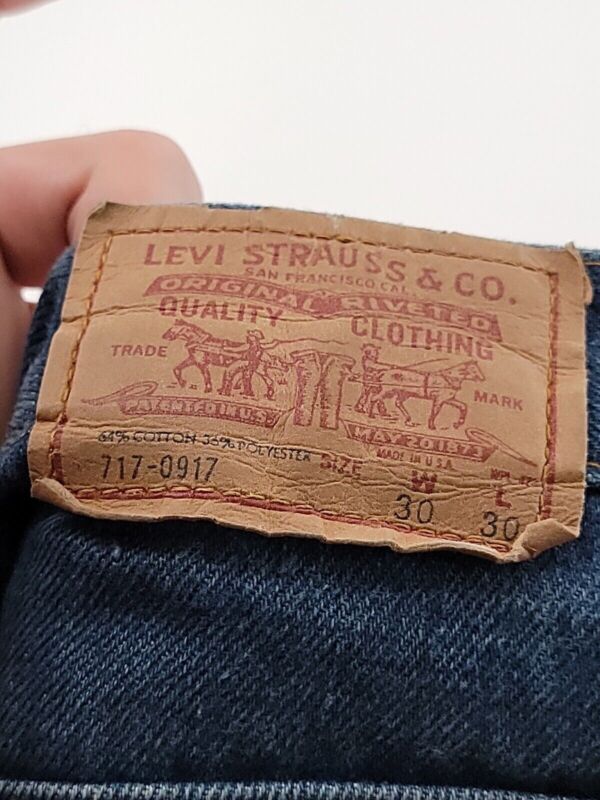 LEVI STRAUSS & CO.
SAN FRANCISCO CAL.
ORIGINAL RIVETED
QUALITY CLOTHING
TRADE MARK
PATENTED IN U.S.
MAY 20 1873
MADE IN U.S.A.
64% COTTON 36% POLYESTER
717-0917 SIZE W L
30 30